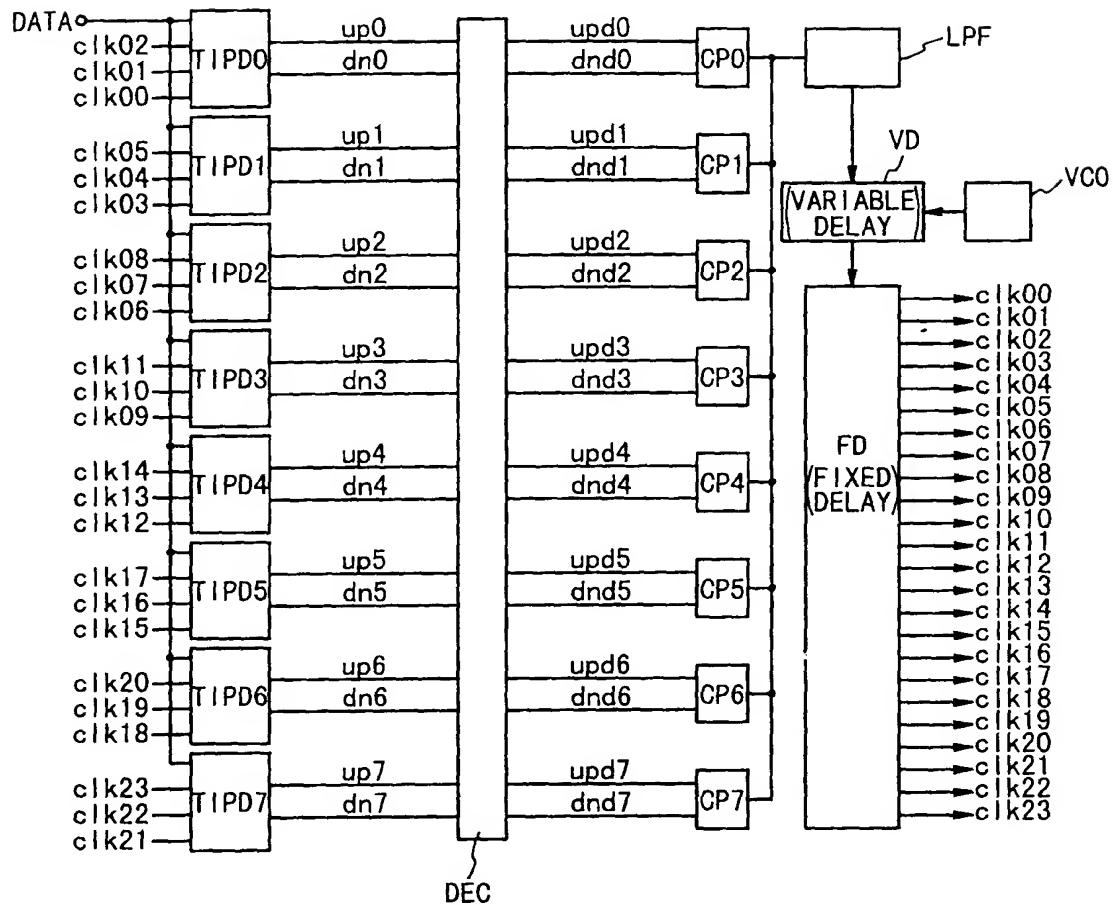 DATA
clk02
clk01
clk00
TIPD0
up0
dn0
upd0
dnd0
CP0
LPF
clk05
clk04
clk03
TIPD1
up1
dn1
upd1
dnd1
CP1
VD
(VARIABLE
DELAY)
VCO
clk08
clk07
clk06
TIPD2
up2
dn2
upd2
dnd2
CP2
clk11
clk10
clk09
TIPD3
up3
dn3
upd3
dnd3
CP3
clk14
clk13
clk12
TIPD4
up4
dn4
upd4
dnd4
CP4
clk17
clk16
clk15
TIPD5
up5
dn5
upd5
dnd5
CP5
clk20
clk19
clk18
TIPD6
up6
dn6
upd6
dnd6
CP6
clk23
clk22
clk21
TIPD7
up7
dn7
upd7
dnd7
CP7
DEC
FD
(FIXED
DELAY)
clk00
clk01
clk02
clk03
clk04
clk05
clk06
clk07
clk08
clk09
clk10
clk11
clk12
clk13
clk14
clk15
clk16
clk17
clk18
clk19
clk20
clk21
clk22
clk23